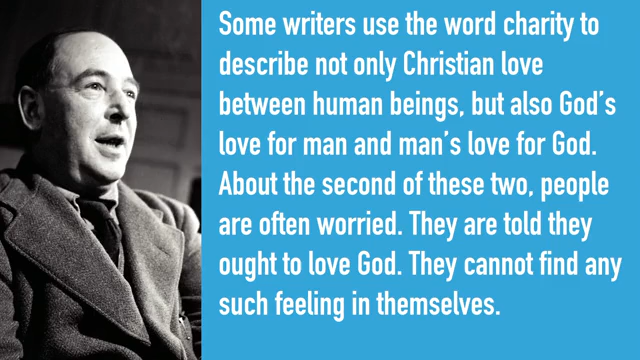 Some writers use the word charity to
describe not only Christian love
between human beings, but also God's
love for man and man's love for God.
About the second of these two, people
are often worried. They are told they
ought to love God. They cannot find any
such feeling in themselves.